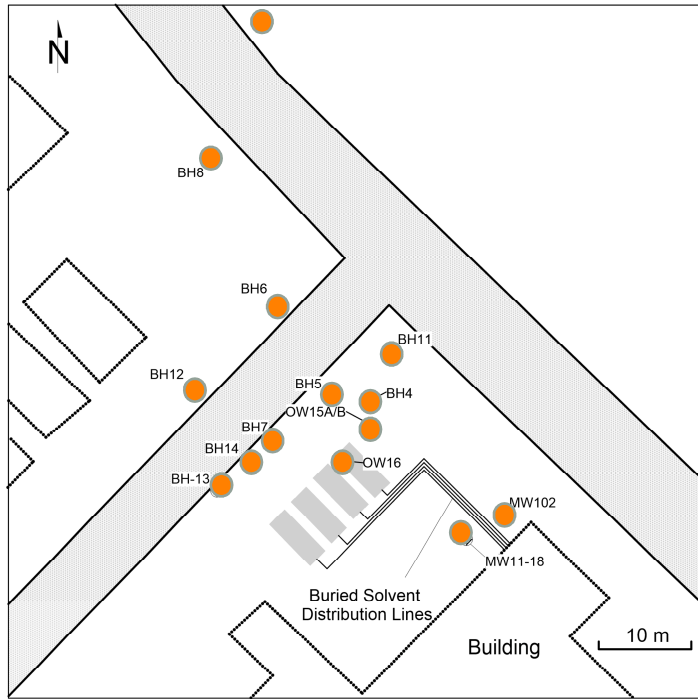 N
BH8
BH6
BH11
BH12
BH5
BH4
OW15A/B
BH7
BH14
OW16
BH-13
MW102
MW11-18
Buried Solvent
Distribution Lines
Building
10 m